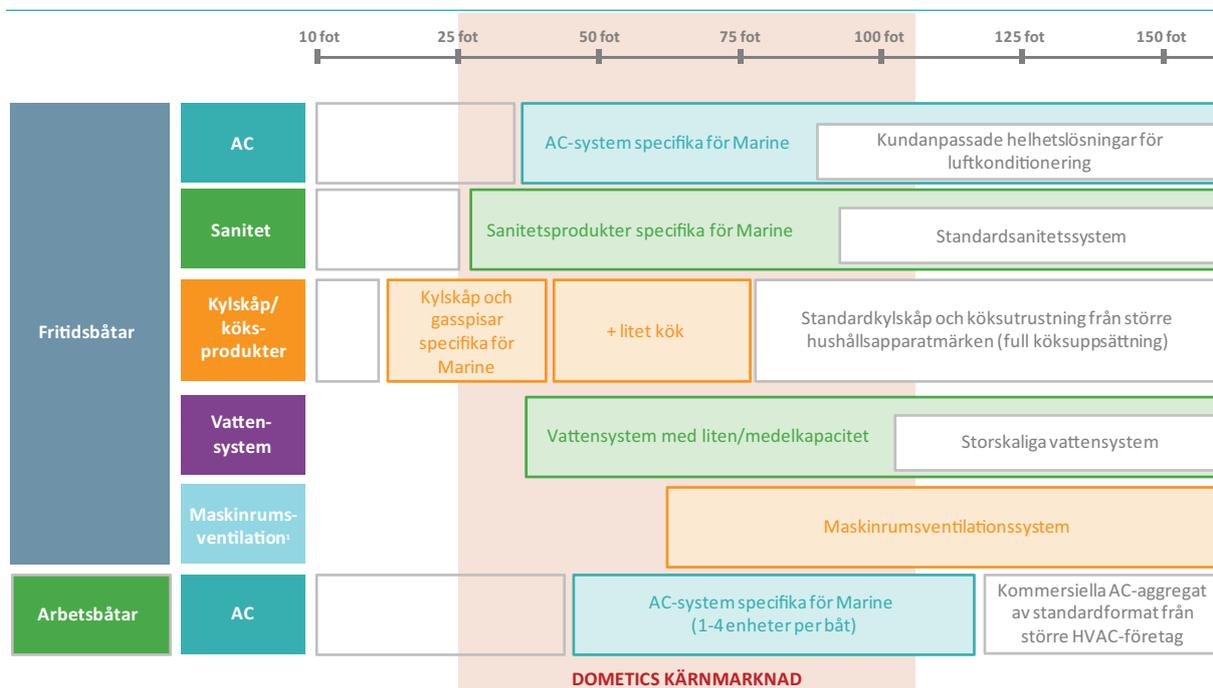 10 fot 25 fot 50 fot 75 fot 100 fot 125 fot 150 fot
Fritidsbåtar
AC
AC-system specifika för Marine
Kundanpassade helhetslösningar för
luftkonditionering
Sanitet
Sanitetsprodukter specifika för Marine
Standardsanitetssystem
Kylskåp/
köks-
produkter
Kylskåp och
gasspisar
specifika för
Marine
+ litet kök
Standardkylskåp och köksutrustning från större
hushållsapparatmärken (full köksuppsättning)
Vatten-
system
Vattensystem med liten/medelkapacitet
Storskaliga vattensystem
Maskinrums-
ventilation¹
Maskinrumsventilationssystem
Arbetsbåtar
AC
AC-system specifika för Marine
(1-4 enheter per båt)
Kommersiella AC-aggregat
av standardformat från
större HVAC-företag
DOMETICS KÄRNMARKNAD